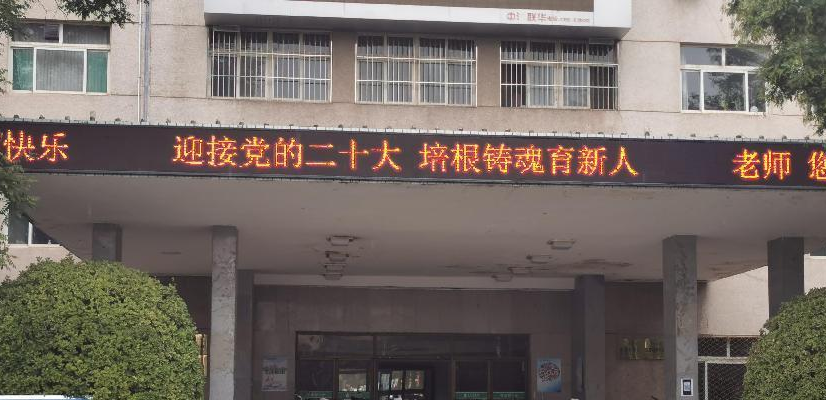 快乐 迎接党的二十大 培根铸魂育新人 老师 您